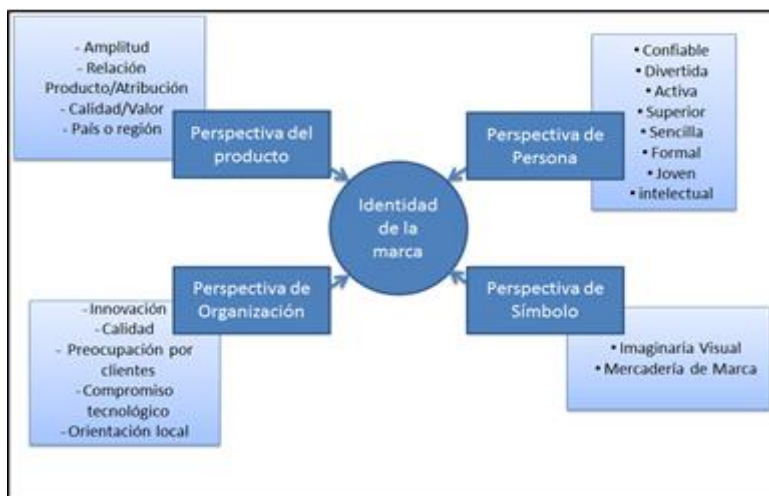 - Amplitud
- Relación
Producto/Atribución
- Calidad/Valor
- País o región
Perspectiva del
producto
• Confiable
• Divertida
• Activa
• Superior
• Sencilla
• Formal
• Joven
• intelectual
Perspectiva de
Persona
Identidad
de la
marca
Perspectiva de
Organización
- Innovación
- Calidad
- Preocupación por
clientes
- Compromiso
tecnológico
- Orientación local
Perspectiva de
Símbolo
• Imaginaria Visual
• Mercadería de Marca